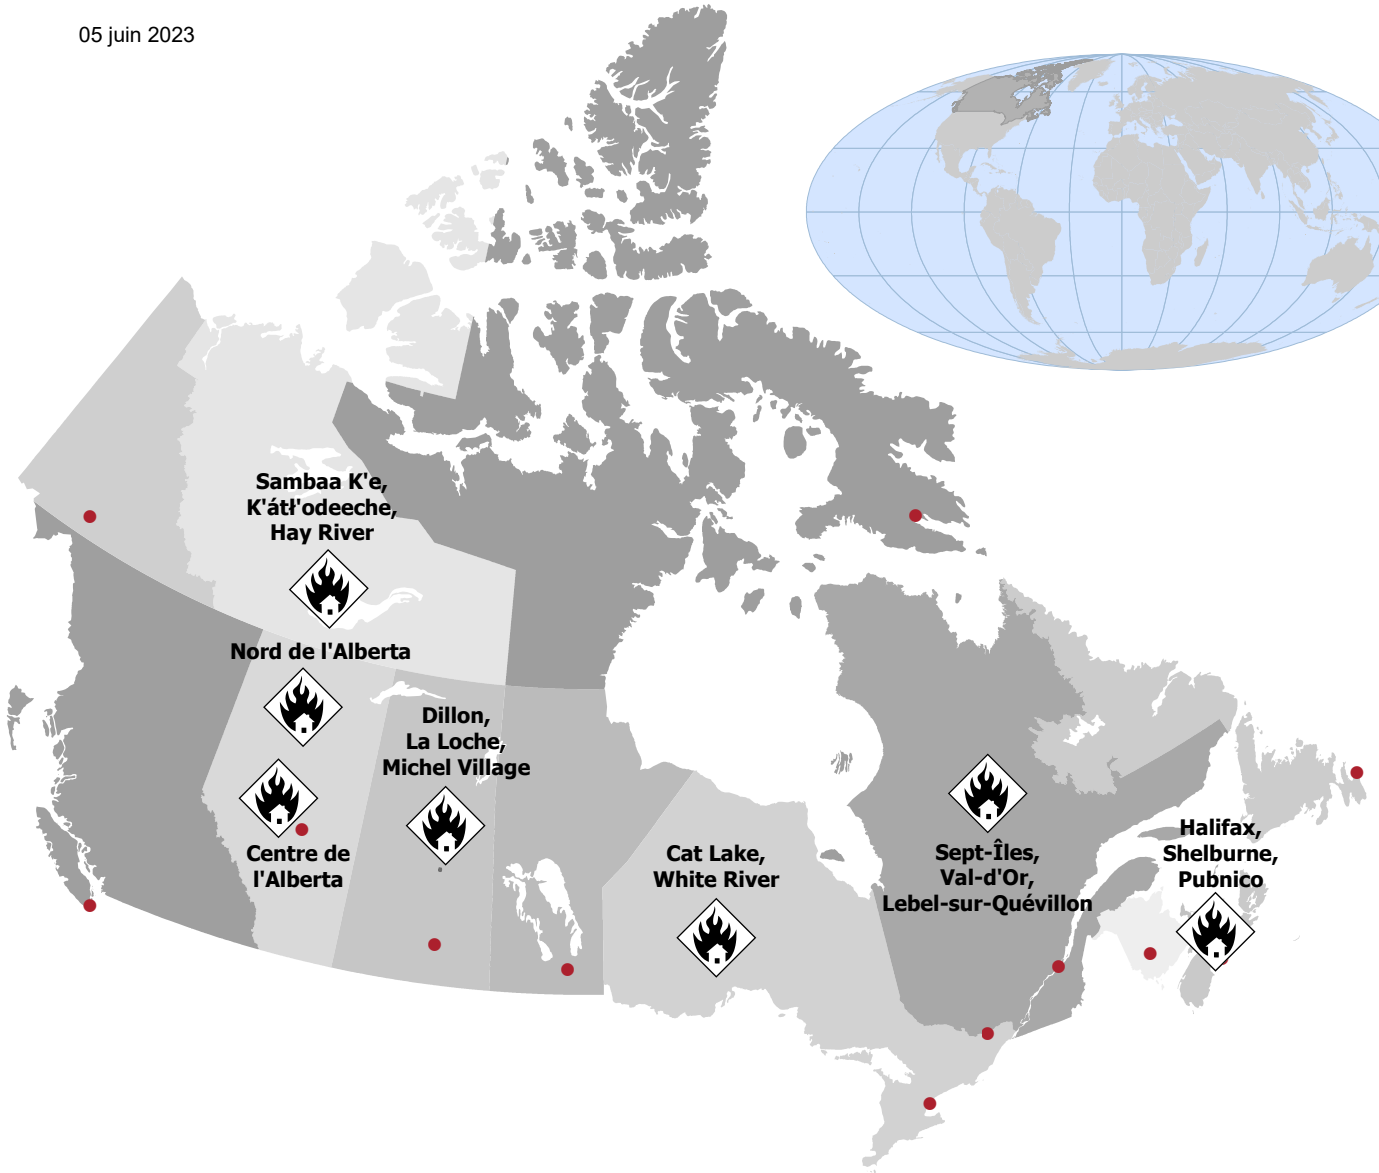 05 juin 2023
Sambaa K'e,
K'átł'odeeche,
Hay River
Nord de l'Alberta
Dillon,
La Loche,
Michel Village
Centre de
l'Alberta
Cat Lake,
White River
Sept-Îles,
Val-d'Or,
Lebel-sur-Quévillon
Halifax,
Shelburne,
Pubnico